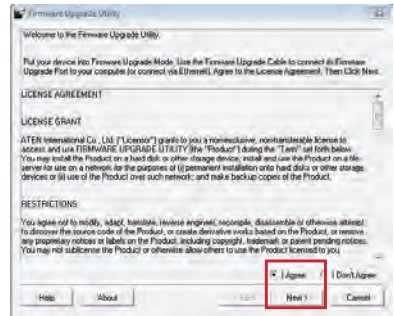 Firmware Upgrade Utility
Welcome to the Firmware Upgrade Utility.
Put your device into Firmware Upgrade Mode. Use the Firmware Upgrade Cable to connect its Firmware
Upgrade Port to your computer (or connect via Ethernet). Agree to the License Agreement. Then Click Next.
LICENSE AGREEMENT
LICENSE GRANT
ATEN International Co., Ltd. ("Licensor") grants to you a non-exclusive, non-transferable license to
access and use FIRMWARE UPGRADE UTILITY (the "Product") during the "Term" set forth below.
You may install the Product on a hard disk or other storage device; install and use the Product on a file-
server for use on a network for the purposes of (i) permanent installation onto hard disks or other storage
devices or (ii) use of the Product over such network; and make backup copies of the Product.
RESTRICTIONS
You agree not to modify, adapt, translate, reverse engineer, decompile, disassemble or otherwise attempt
to discover the source code of the Product, or create derivative works based on the Product, or remove
any proprietary notices or labels on the Product, including copyright, trademark or patent pending notices.
You may not sublicense the Product or otherwise allow others to use the Product licensed to you.
I Agree / I Don't Agree
Help About Next > Cancel